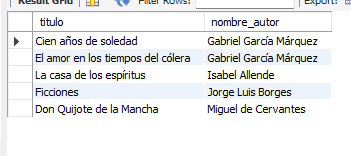 Result Grid Filter Rows: Export:
titulo nombre_autor
Cien años de soledad Gabriel García Márquez
El amor en los tiempos del cólera Gabriel García Márquez
La casa de los espíritus Isabel Allende
Ficciones Jorge Luis Borges
Don Quijote de la Mancha Miguel de Cervantes